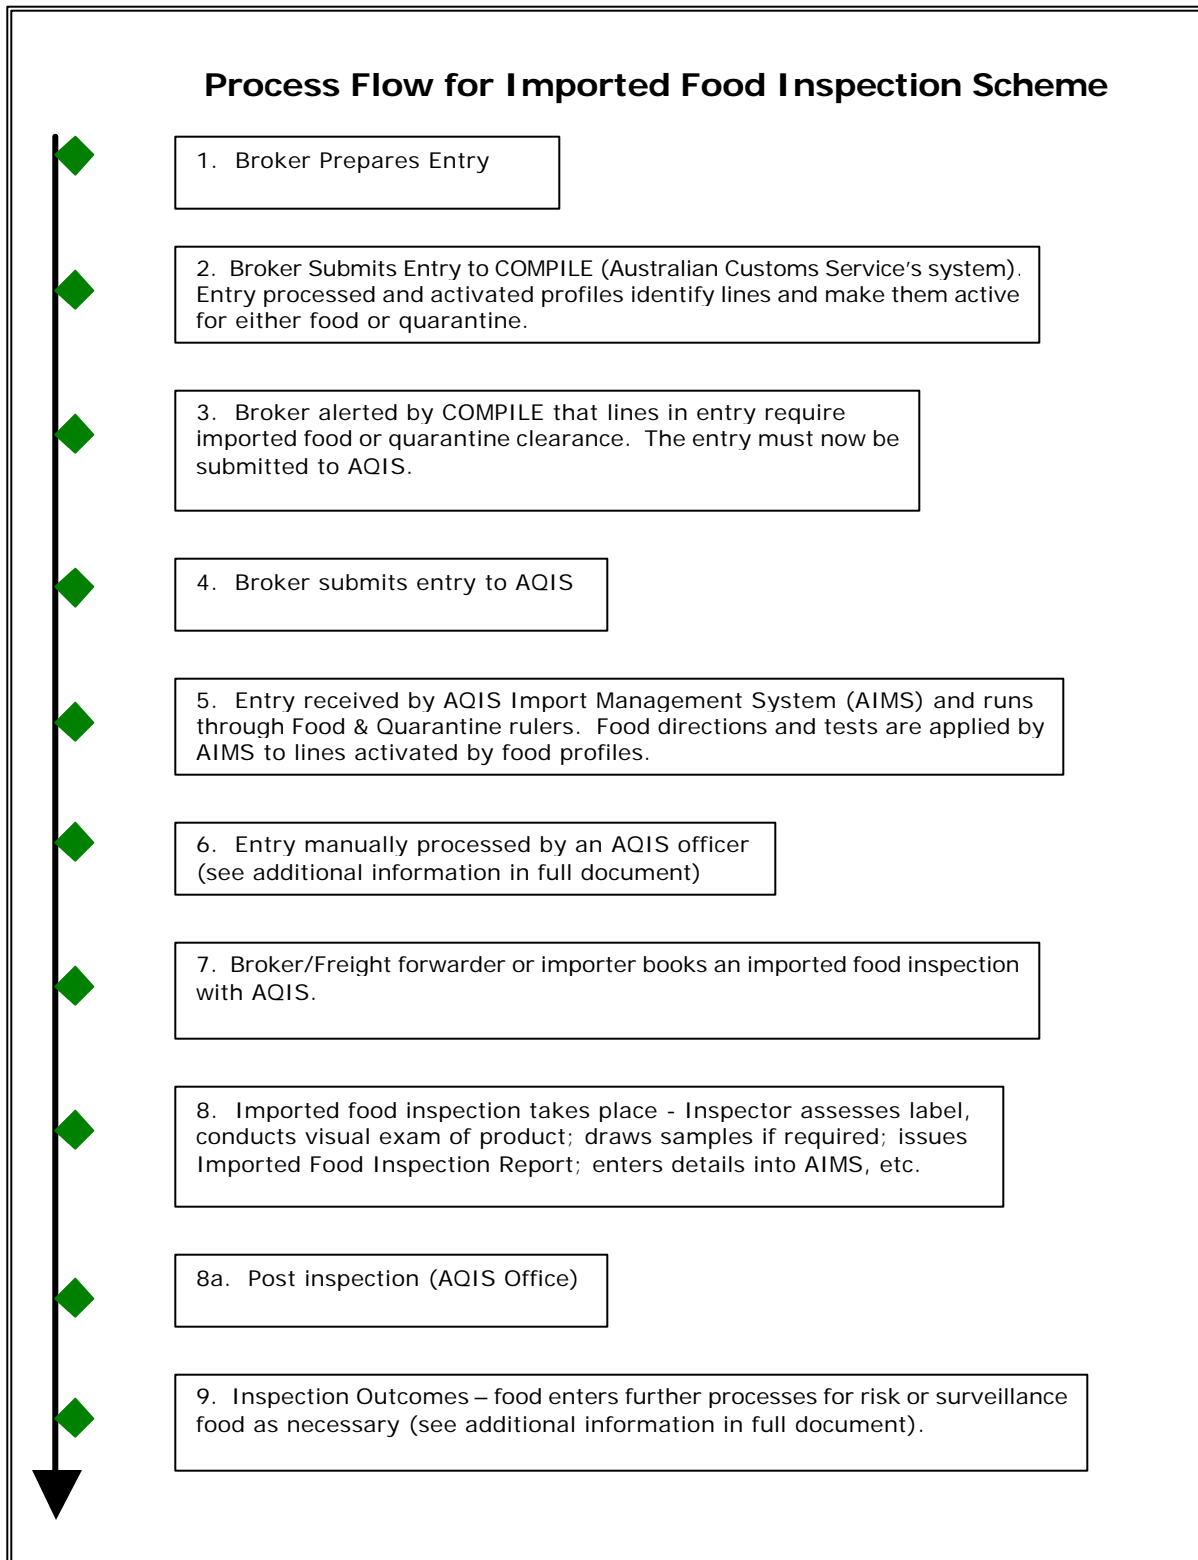 Process Flow for Imported Food Inspection Scheme
1. Broker Prepares Entry
2. Broker Submits Entry to COMPILE (Australian Customs Service's system).
Entry processed and activated profiles identify lines and make them active
for either food or quarantine.
3. Broker alerted by COMPILE that lines in entry require
imported food or quarantine clearance. The entry must now be
submitted to AQIS.
4. Broker submits entry to AQIS
5. Entry received by AQIS Import Management System (AIMS) and runs
through Food & Quarantine rulers. Food directions and tests are applied by
AIMS to lines activated by food profiles.
6. Entry manually processed by an AQIS officer
(see additional information in full document)
7. Broker/Freight forwarder or importer books an imported food inspection
with AQIS.
8. Imported food inspection takes place - Inspector assesses label,
conducts visual exam of product; draws samples if required; issues
Imported Food Inspection Report; enters details into AIMS, etc.
8a. Post inspection (AQIS Office)
9. Inspection Outcomes – food enters further processes for risk or surveillance
food as necessary (see additional information in full document).